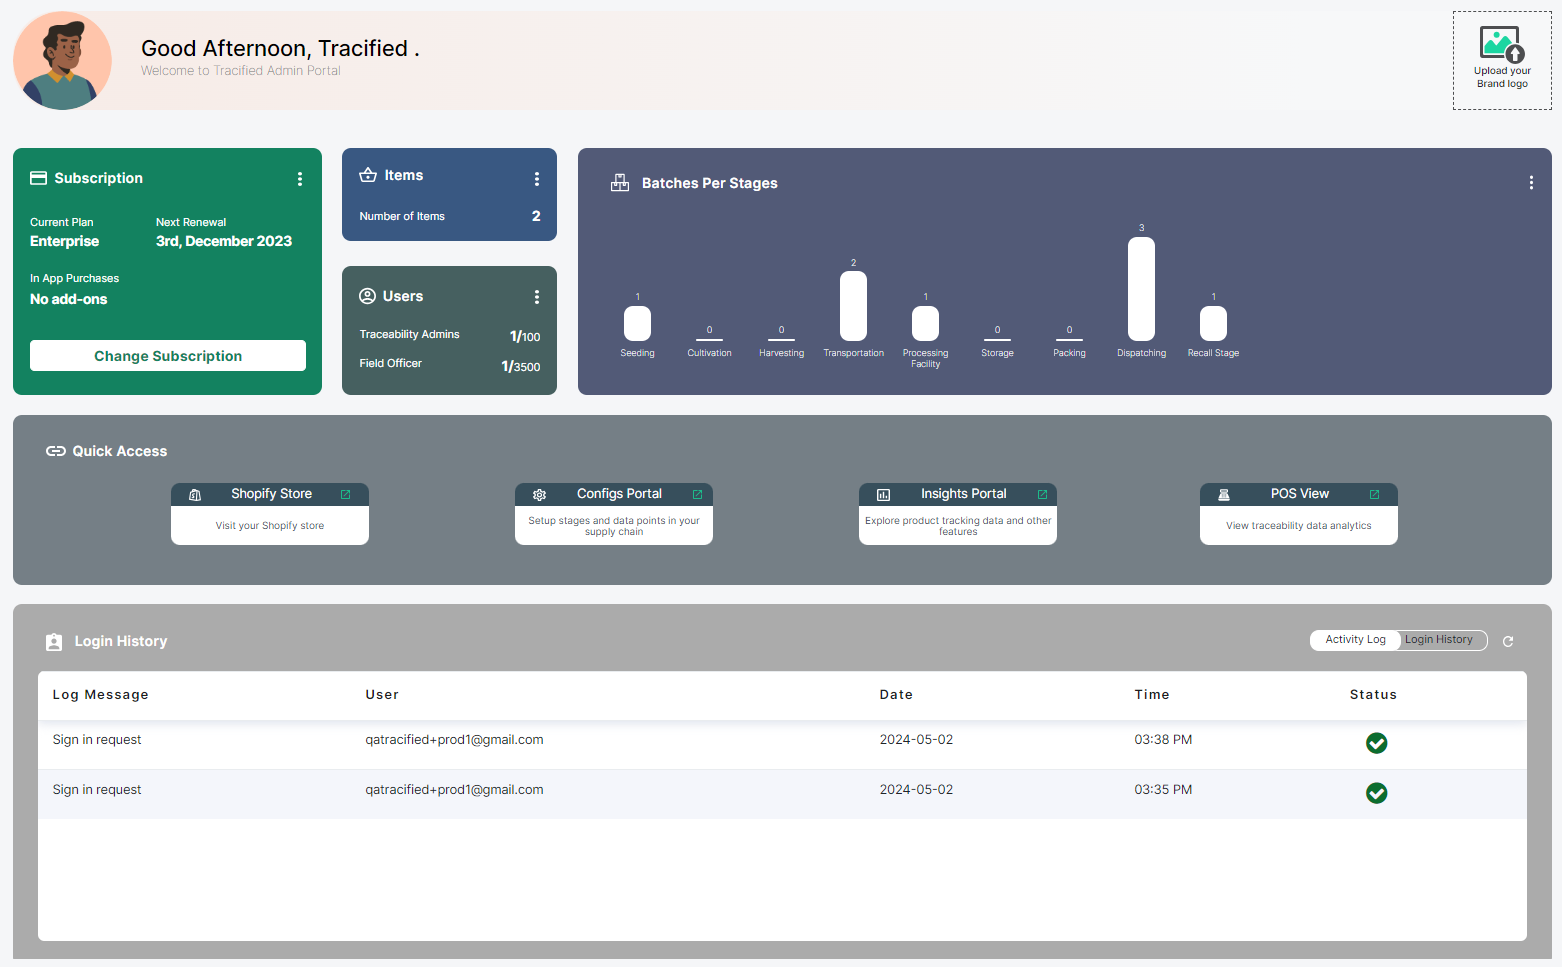 Good Afternoon, Tracified .
Welcome to Tracified Admin Portal
Upload your
Brand logo
Subscription
Current Plan
Enterprise
Next Renewal
3rd, December 2023
In App Purchases
No add-ons
Change Subscription
Items
Number of Items 2
Users
Traceability Admins 1/100
Field Officer 1/3500
Batches Per Stages
1 0 0 2 1 0 0 3 1
Seeding Cultivation Harvesting Transportation Processing Storage Packing Dispatching Recall Stage
Facility
Quick Access
Shopify Store
Visit your Shopify store
Configs Portal
Setup stages and data points in your
supply chain
Insights Portal
Explore product tracking data and other
features
POS View
View traceability data analytics
Login History
Activity Log Login History
Log Message User Date Time Status
Sign in request qatracified+prod1@gmail.com 2024-05-02 03:38 PM
Sign in request qatracified+prod1@gmail.com 2024-05-02 03:35 PM